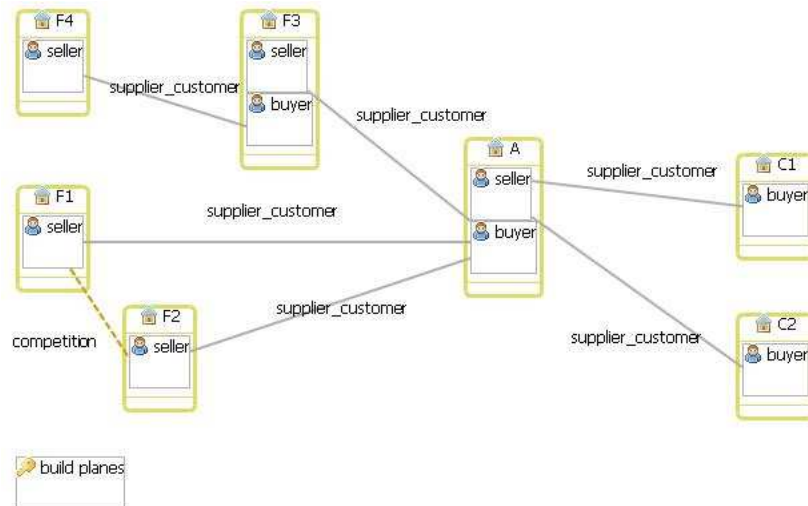 F4
seller
F3
seller
buyer
supplier_customer
supplier_customer
A
seller
buyer
supplier_customer
C1
buyer
F1
seller
supplier_customer
F2
seller
supplier_customer
competition
supplier_customer
C2
buyer
build planes